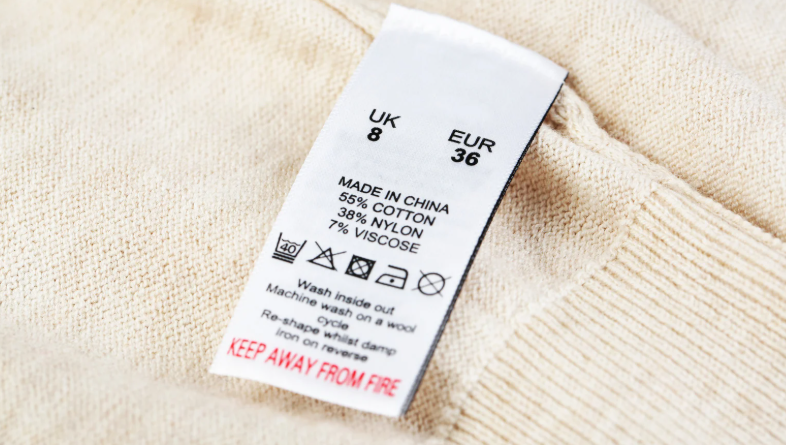 UK
8
EUR
36
MADE IN CHINA
55% COTTON
38% NYLON
7% VISCOSE
40
Wash inside out
Machine wash on a wool
cycle
Re-shape whilst damp
iron on reverse
KEEP AWAY FROM FIRE